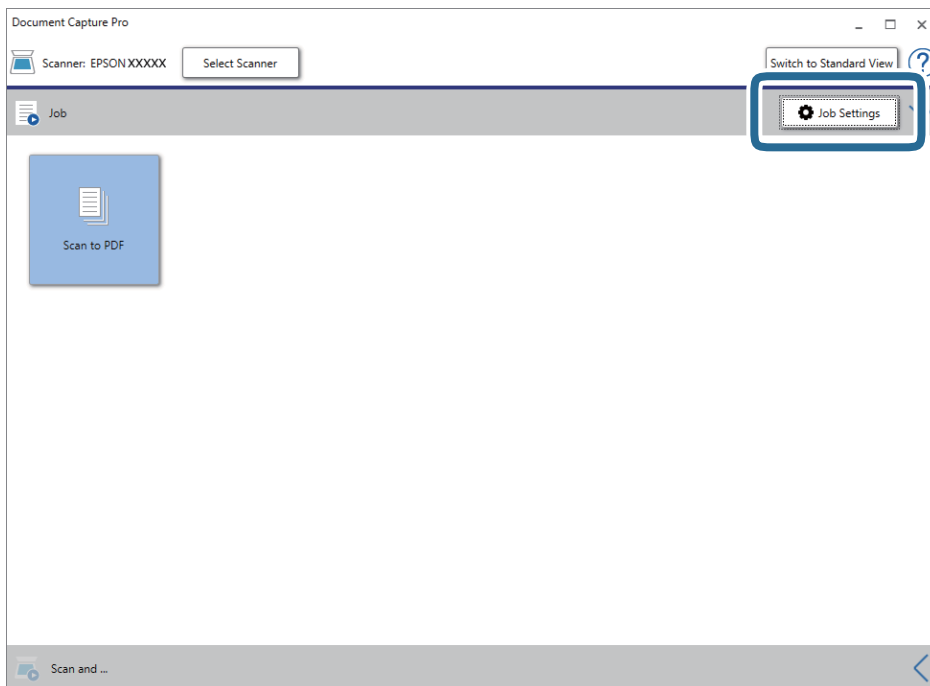 Document Capture Pro
Scanner: EPSON XXXXX
Select Scanner
Switch to Standard View
?
Job
Job Settings
Scan to PDF
Scan and ...